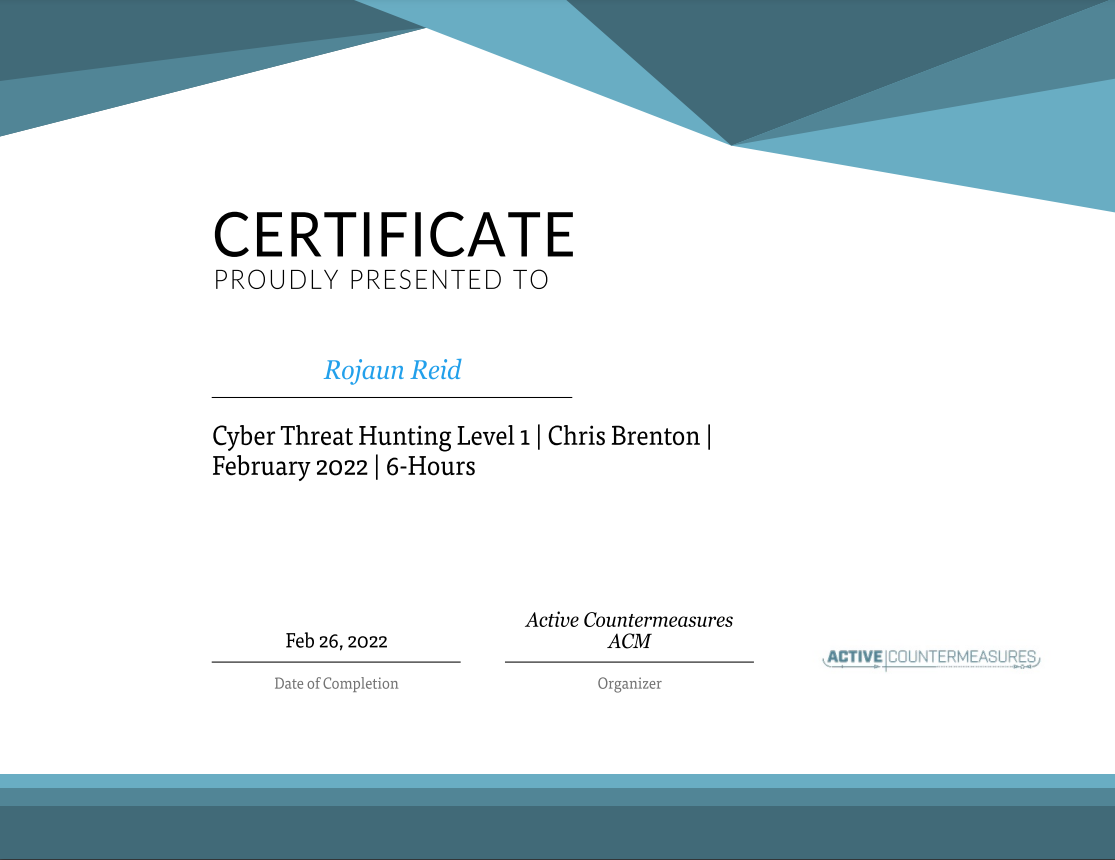 CERTIFICATE
PROUDLY PRESENTED TO
Rojaun Reid
Cyber Threat Hunting Level 1 | Chris Brenton |
February 2022 | 6-Hours
Feb 26, 2022
Date of Completion
Active Countermeasures
ACM
Organizer
ACTIVE|COUNTERMEASURES